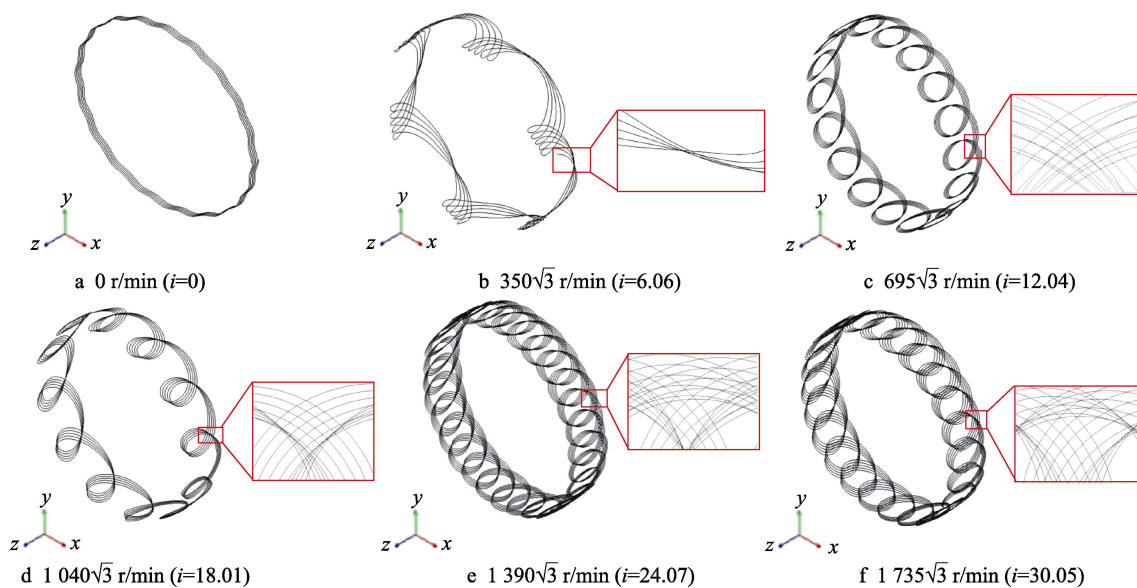 y
z
x
a 0 r/min (i=0)
y
z
x
b 350√3 r/min (i=6.06)
y
z
x
c 695√3 r/min (i=12.04)
y
z
x
d 1 040√3 r/min (i=18.01)
y
z
x
e 1 390√3 r/min (i=24.07)
y
z
x
f 1 735√3 r/min (i=30.05)